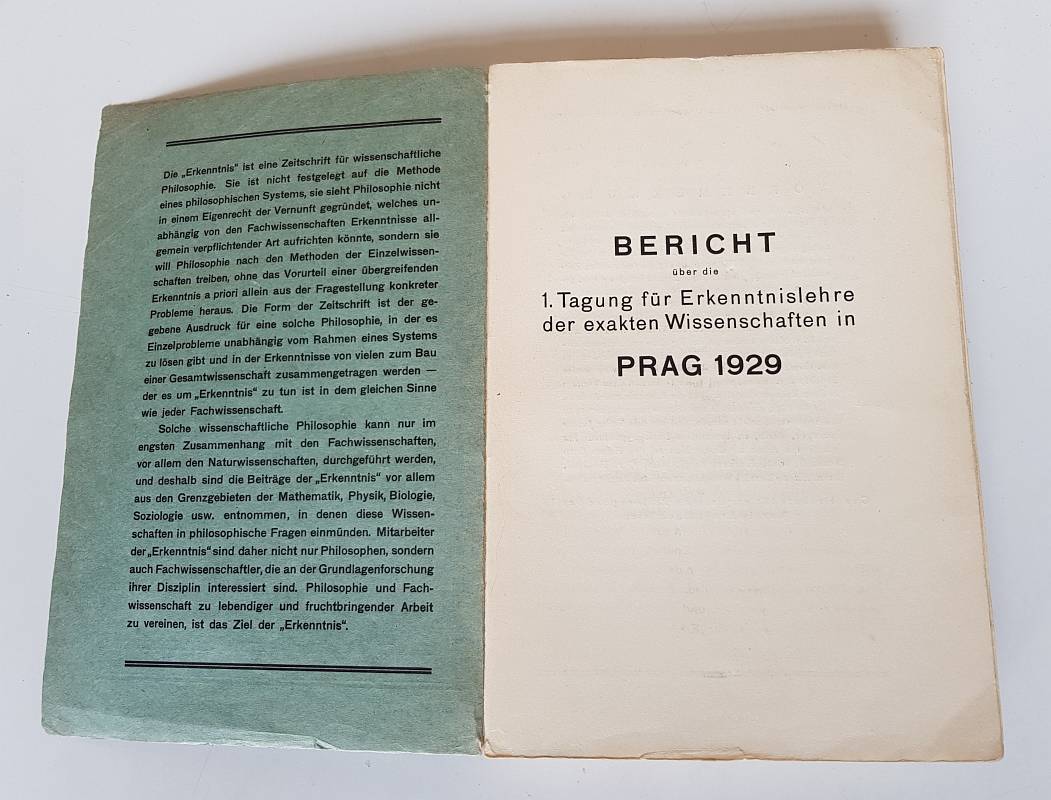 Die „Erkenntnis" ist eine Zeitschrift für wissenschaftliche
Philosophie. Sie ist nicht festgelegt auf die Methode
eines philosophischen Systems, sie sieht Philosophie nicht
in einem Eigenrecht der Vernunft gegründet, welches un-
abhängig von den Fachwissenschaften Erkenntnisse all-
gemein verpflichtender Art aufrichten könnte, sondern sie
will Philosophie nach den Methoden der Einzelwissen-
schaften treiben, ohne das Vorurteil einer übergreifenden
Erkenntnis a priori allein aus der Fragestellung konkreter
Probleme heraus. Die Form der Zeitschrift ist der ge-
gebene Ausdruck für eine solche Philosophie, in der es
Einzelprobleme unabhängig vom Rahmen eines Systems
zu lösen gibt und in der Erkenntnisse von vielen zum Bau
einer Gesamtwissenschaft zusammengetragen werden —
der es um „Erkenntnis" zu tun ist in dem gleichen Sinne
wie jeder Fachwissenschaft.
Solche wissenschaftliche Philosophie kann nur im
engsten Zusammenhang mit den Fachwissenschaften,
vor allem den Naturwissenschaften, durchgeführt werden,
und deshalb sind die Beiträge der „Erkenntnis" vor allem
aus den Grenzgebieten der Mathematik, Physik, Biologie,
Soziologie usw. entnommen, in denen diese Wissen-
schaften in philosophische Fragen einmünden. Mitarbeiter
der „Erkenntnis" sind daher nicht nur Philosophen, sondern
auch Fachwissenschaftler, die an der Grundlagenforschung
ihrer Disziplin interessiert sind. Philosophie und Fach-
wissenschaft zu lebendiger und fruchtbringender Arbeit
zu vereinen, ist das Ziel der „Erkenntnis".
BERICHT
über die
1. Tagung für Erkenntnislehre
der exakten Wissenschaften in
PRAG 1929